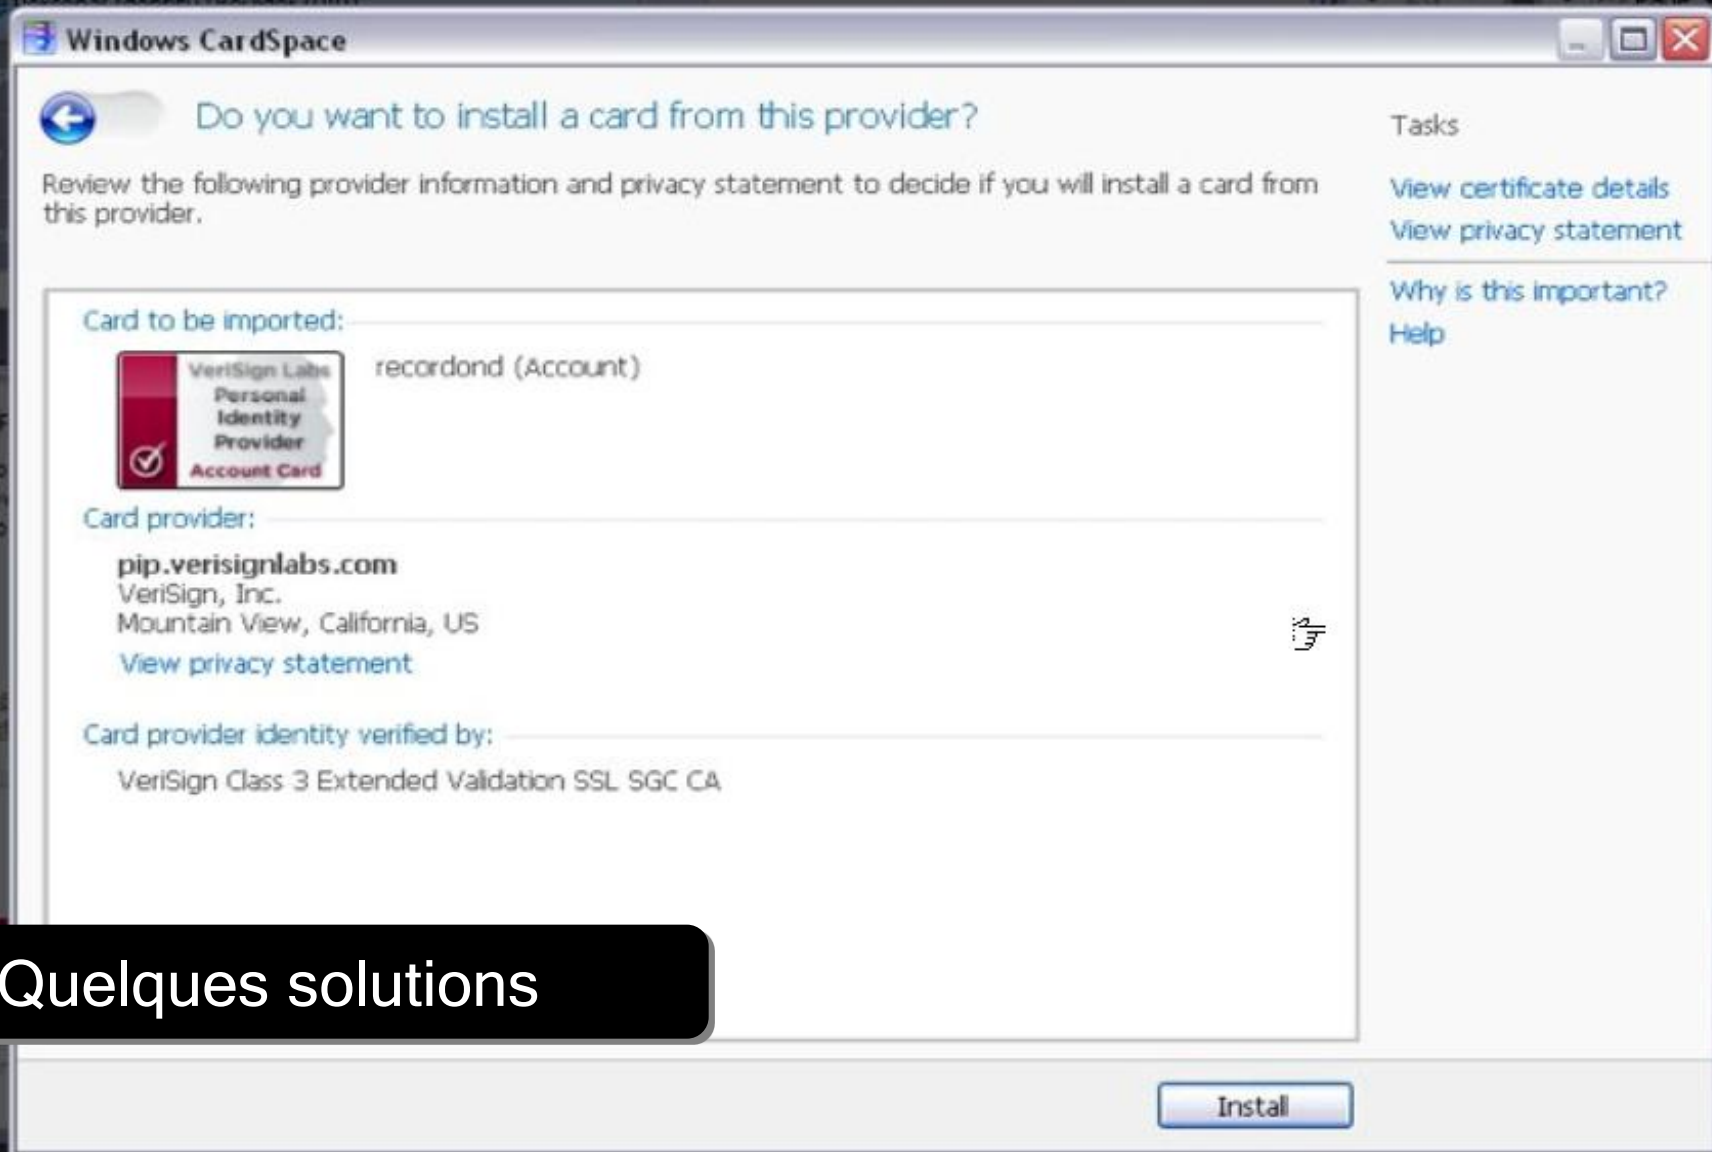 Windows CardSpace
Do you want to install a card from this provider?
Review the following provider information and privacy statement to decide if you will install a card from
this provider.
Card to be imported:
VeriSign Labs
Personal
Identity
Provider
Account Card
recordond (Account)
Card provider:
pip.verisignlabs.com
VeriSign, Inc.
Mountain View, California, US
View privacy statement
Card provider identity verified by:
VeriSign Class 3 Extended Validation SSL SGC CA
Tasks
View certificate details
View privacy statement
Why is this important?
Help
Quelques solutions
Install